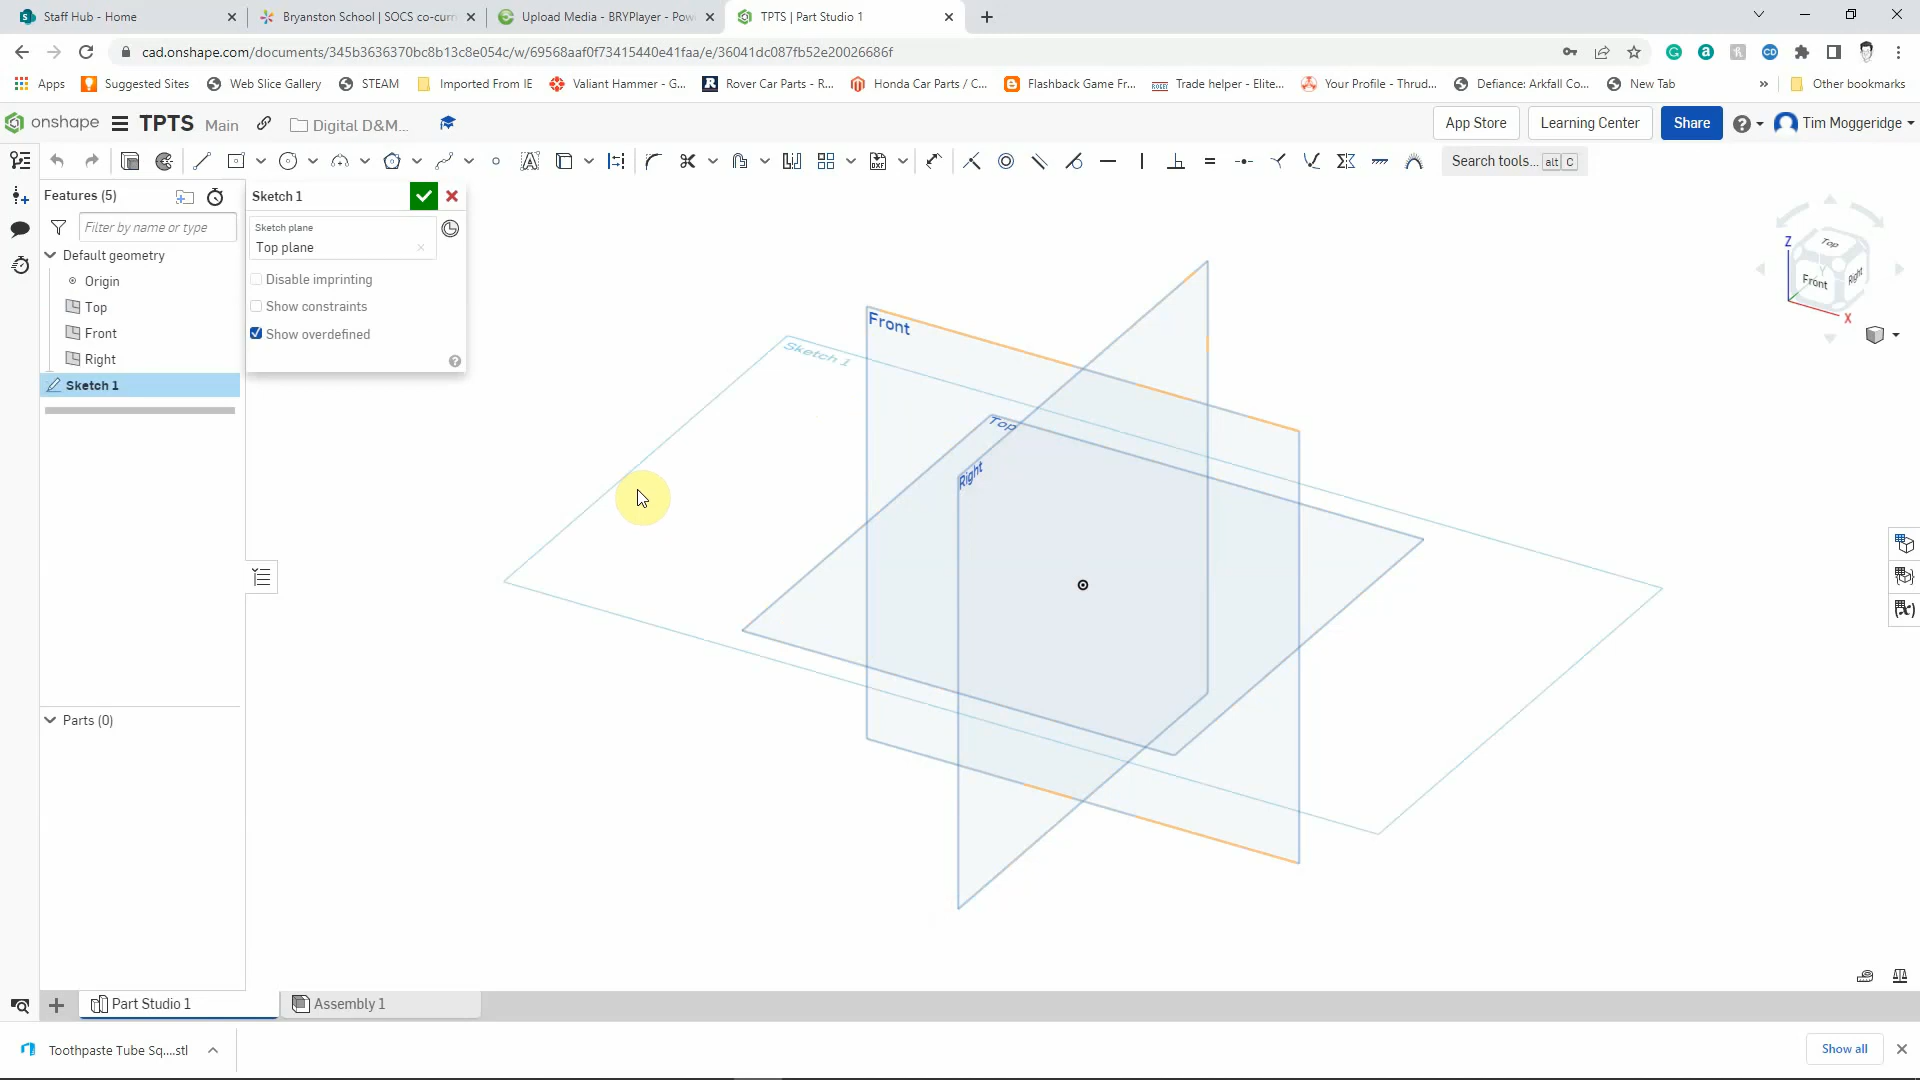 Staff Hub - Home
Bryanston School | SOCS co-curr
Upload Media - BRYPlayer - Pow
TPTS | Part Studio 1
cad.onshape.com/documents/345b3636370bc8b13c8e054c/w/69568aaf0f73415440e41faa/e/36041dc087fb52e20026686f
Apps
Suggested Sites
Web Slice Gallery
STEAM
Imported From IE
Valiant Hammer - G...
Rover Car Parts - R...
Honda Car Parts / C...
Flashback Game Fr...
Trade helper - Elite...
Your Profile - Thrud...
Defiance: Arkfall Co...
New Tab
»
Other bookmarks
onshape
TPTS
Main
Digital D&M...
App Store
Learning Center
Share
Tim Moggeridge
Search tools... alt C
Features (5)
Filter by name or type
Default geometry
Origin
Top
Front
Right
Sketch 1
Sketch 1
Sketch plane
Top plane
Disable imprinting
Show constraints
Show overdefined
Front
Sketch 1
Top
Right
Z
Top
Y
Front
Right
X
Parts (0)
Part Studio 1
Assembly 1
Toothpaste Tube Sq....stl
Show all